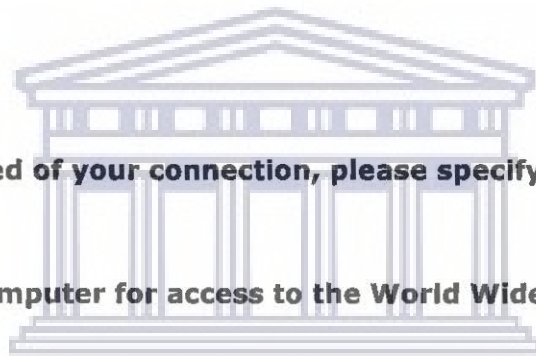 ed of your connection, please specify
mputer for access to the World Wide